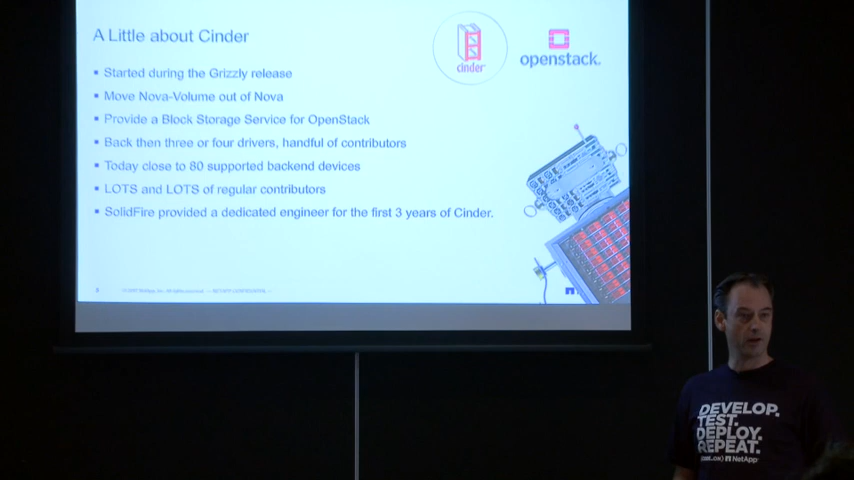 A Little about Cinder
cinder
openstack.
▪ Started during the Grizzly release
▪ Move Nova-Volume out of Nova
▪ Provide a Block Storage Service for OpenStack
▪ Back then three or four drivers, handful of contributors
▪ Today close to 80 supported backend devices
▪ LOTS and LOTS of regular contributors
▪ SolidFire provided a dedicated engineer for the first 3 years of Cinder.
DEVELOP.
TEST.
DEPLOY.
REPEAT.
NetApp